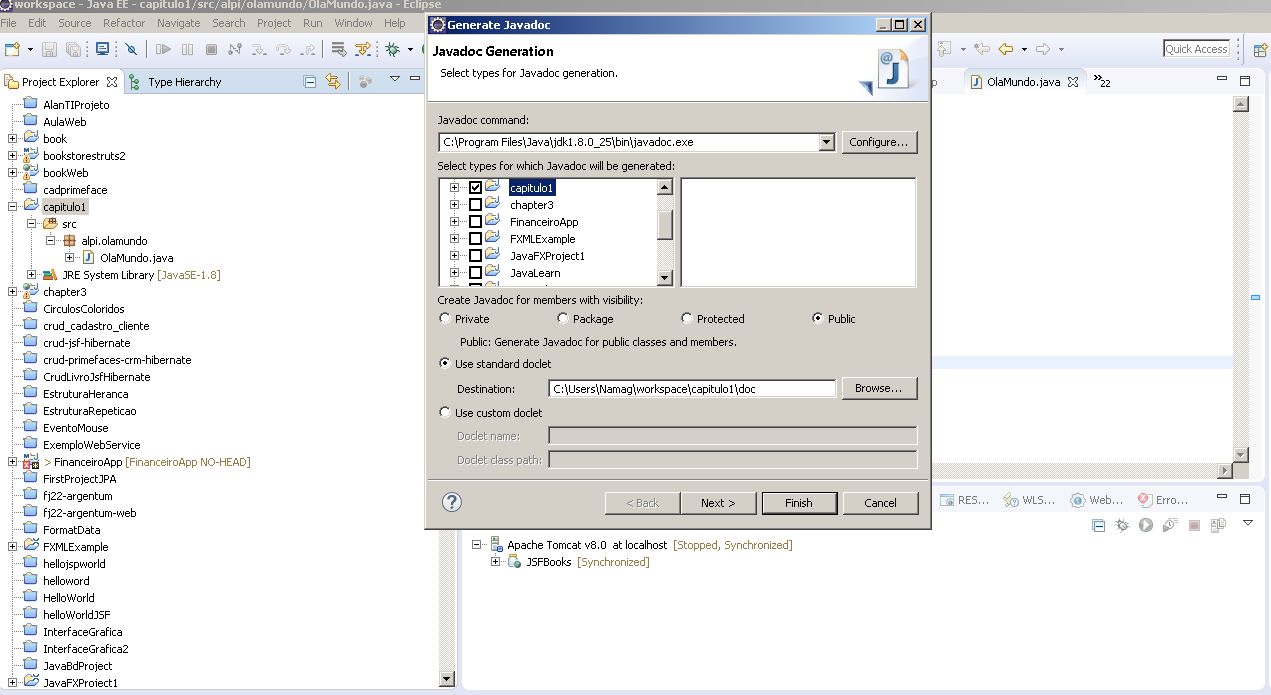 workspace - Java EE - capitulo1/src/alpi/olamundo/OlaMundo.java - Eclipse
File Edit Source Refactor Navigate Search Project Run Window Help
Quick Access
Project Explorer
Type Hierarchy
AlanTIProjeto
AulaWeb
book
bookstorestruts2
bookWeb
cadprimeface
capitulo1
src
alpi.olamundo
OlaMundo.java
JRE System Library [JavaSE-1.8]
chapter3
CirculosColoridos
crud_cadastro_cliente
crud-jsf-hibernate
crud-primefaces-crm-hibernate
CrudLivroJsfHibernate
EstruturaHeranca
EstruturaRepeticao
EventoMouse
ExemploWebService
> FinanceiroApp [FinanceiroApp NO-HEAD]
FirstProjectJPA
fj22-argentum
fj22-argentum-web
FormatData
FXMLExample
hellojspworld
helloword
HelloWorld
helloWorldJSF
InterfaceGrafica
InterfaceGrafica2
JavaBdProject
JavaFXProject1
Generate Javadoc
Javadoc Generation
Select types for Javadoc generation.
Javadoc command:
C:\Program Files\Java\jdk1.8.0_25\bin\javadoc.exe
Configure...
Select types for which Javadoc will be generated:
capitulo1
chapter3
FinanceiroApp
FXMLExample
JavaFXProject1
JavaLearn
Create Javadoc for members with visibility:
Private Package Protected Public
Public: Generate Javadoc for public classes and members.
Use standard doclet
Destination: C:\Users\Namag\workspace\capitulo1\doc Browse...
Use custom doclet
Doclet name:
Doclet class path:
? < Back Next > Finish Cancel
OlaMundo.java
»22
RES... WLS... Web... Erro...
Apache Tomcat v8.0 at localhost [Stopped, Synchronized]
JSFBooks [Synchronized]